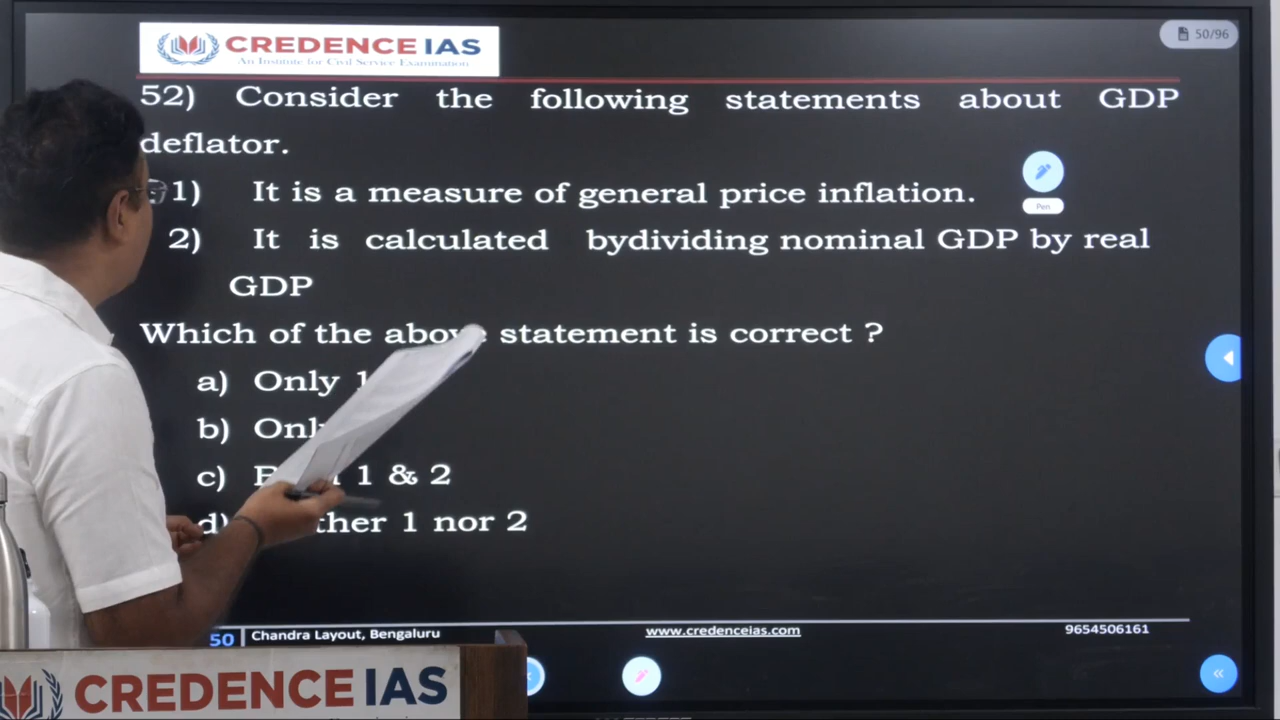 CREDENCE IAS
An Institute for Civil Service Examination
50/96
52) Consider the following statements about GDP
deflator.
1) It is a measure of general price inflation.
Pen
2) It is calculated bydividing nominal GDP by real
GDP
Which of the above statement is correct ?
a) Only 1
b)
c) 1 & 2
d) nor 2
50 Chandra Layout, Bengaluru
www.credenceias.com
9654506161
CREDENCE IAS